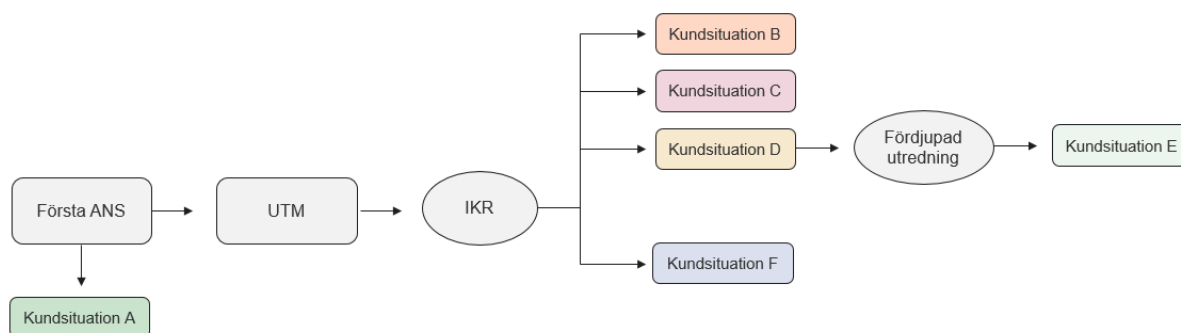 Kundsituation B
Kundsituation C
Kundsituation D
Fördjupad
utredning
Kundsituation E
Första ANS
UTM
IKR
Kundsituation F
Kundsituation A